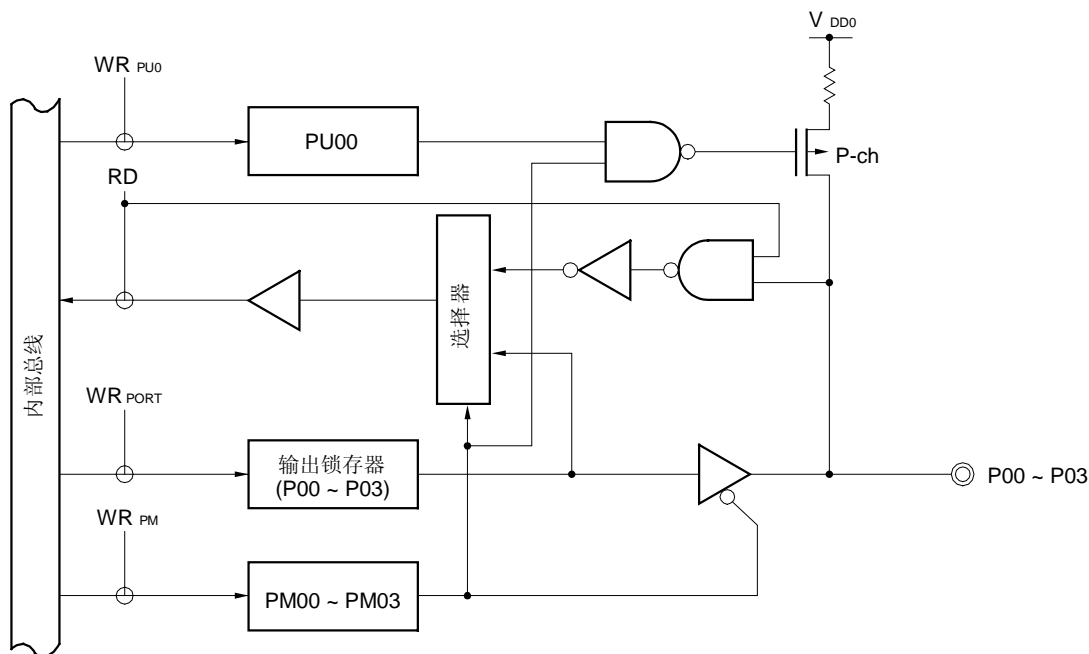 V DD0
WR PU0
PU00
P-ch
RD
选择器
内部总线
WR PORT
输出锁存器
(P00 ~ P03)
P00 ~ P03
WR PM
PM00 ~ PM03